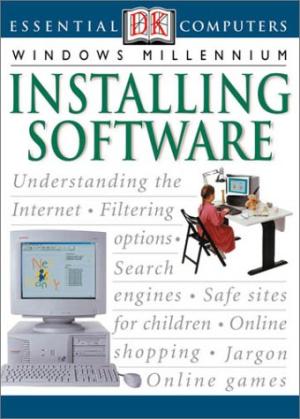 ESSENTIAL DK COMPUTERS
WINDOWS MILLENNIUM
INSTALLING
SOFTWARE
Understanding the
Internet • Filtering
options •
Search
engines • Safe sites
for children • Online
shopping • Jargon
Online games